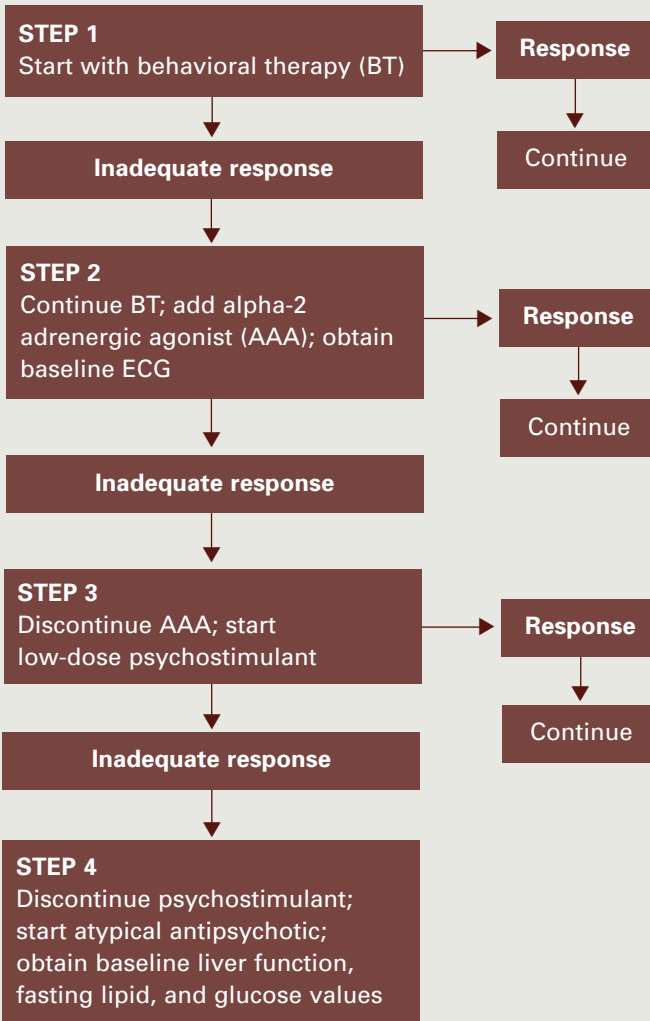 STEP 1
Start with behavioral therapy (BT)
Response
Continue
Inadequate response
STEP 2
Continue BT; add alpha-2
adrenergic agonist (AAA); obtain
baseline ECG
Response
Continue
Inadequate response
STEP 3
Discontinue AAA; start
low-dose psychostimulant
Response
Continue
Inadequate response
STEP 4
Discontinue psychostimulant;
start atypical antipsychotic;
obtain baseline liver function,
fasting lipid, and glucose values